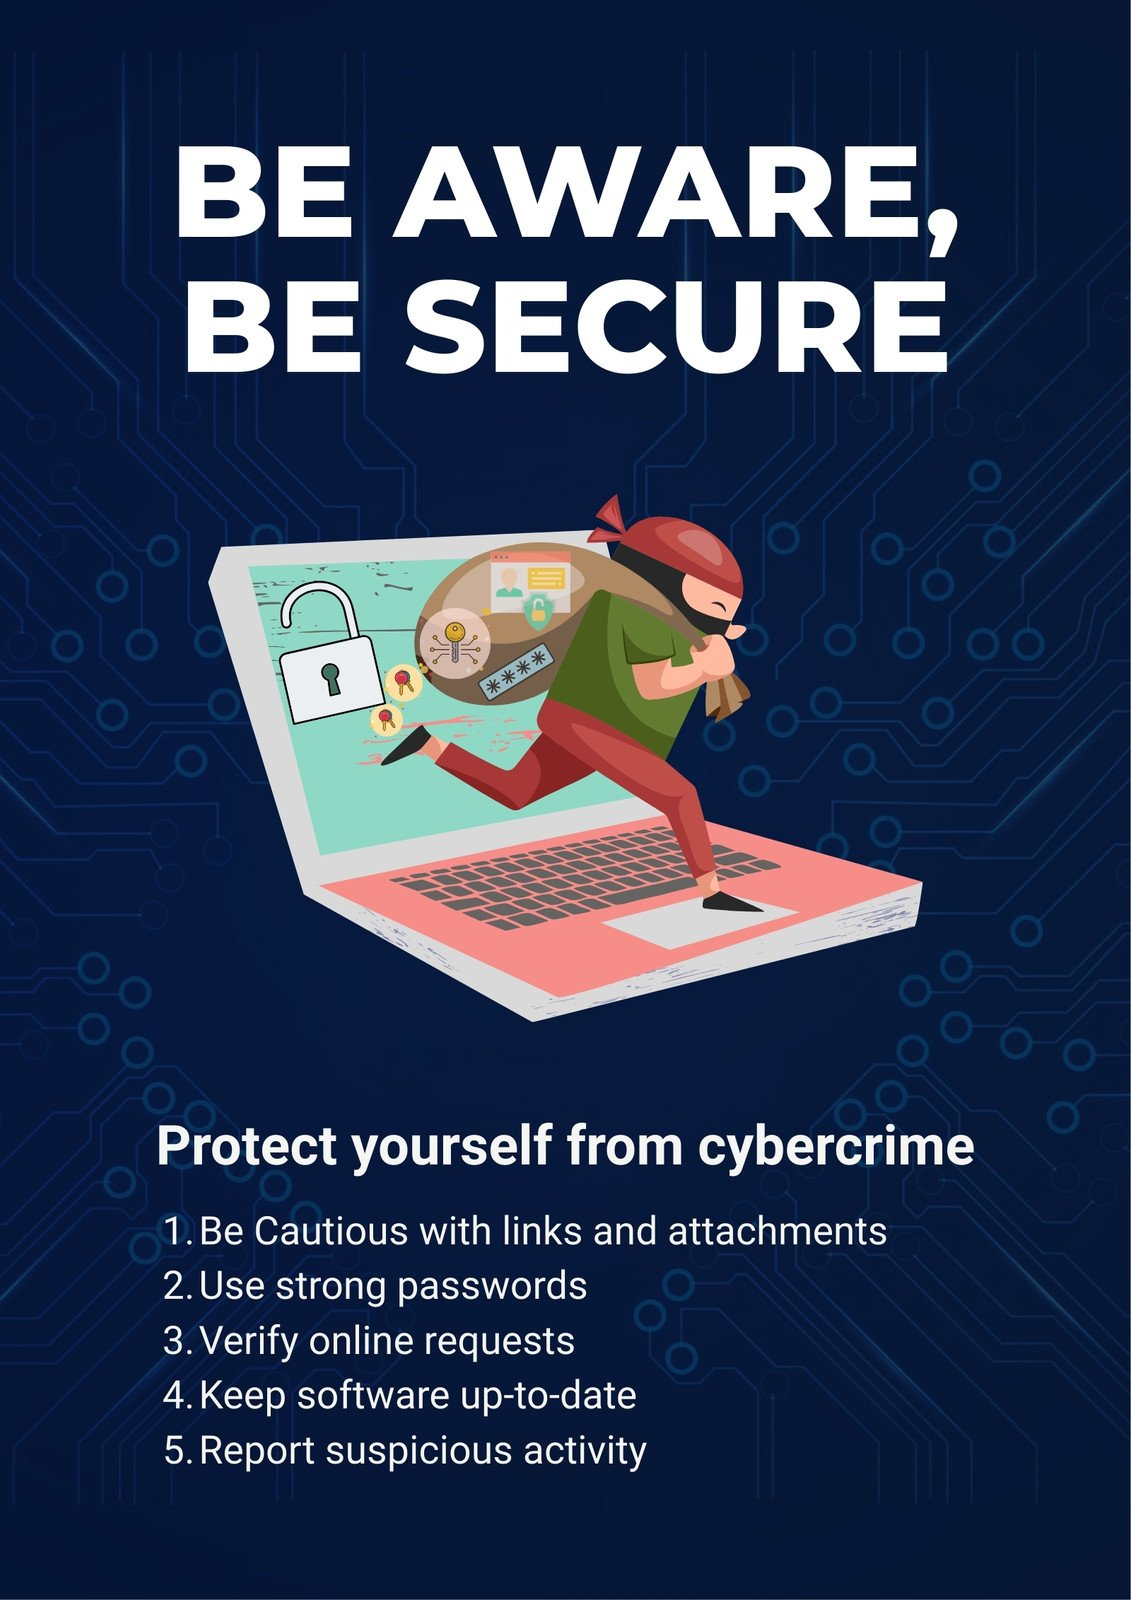 BE AWARE,
BE SECURE
****
Protect yourself from cybercrime
1. Be Cautious with links and attachments
2. Use strong passwords
3. Verify online requests
4. Keep software up-to-date
5. Report suspicious activity